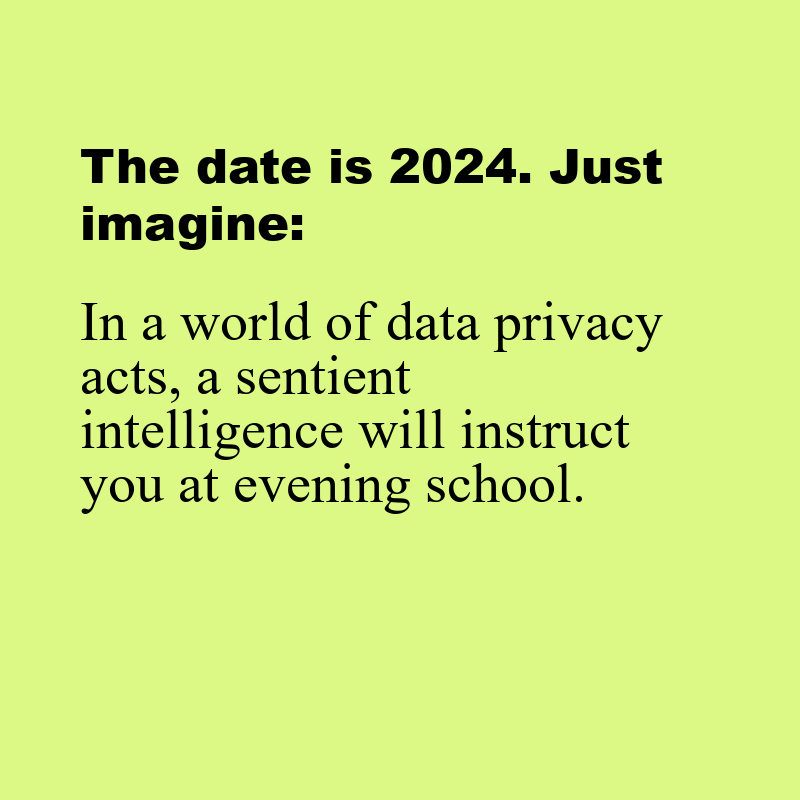 The date is 2024. Just
imagine:
In a world of data privacy
acts, a sentient
intelligence will instruct
you at evening school.